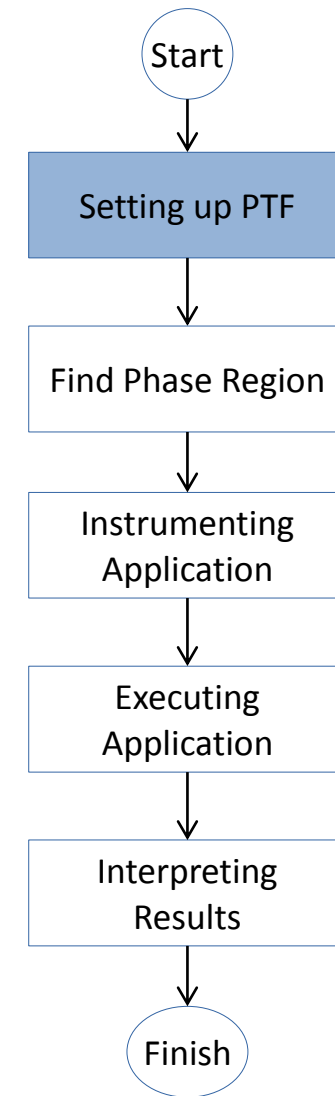 Start
Setting up PTF
Find Phase Region
Instrumenting
Application
Executing
Application
Interpreting
Results
Finish